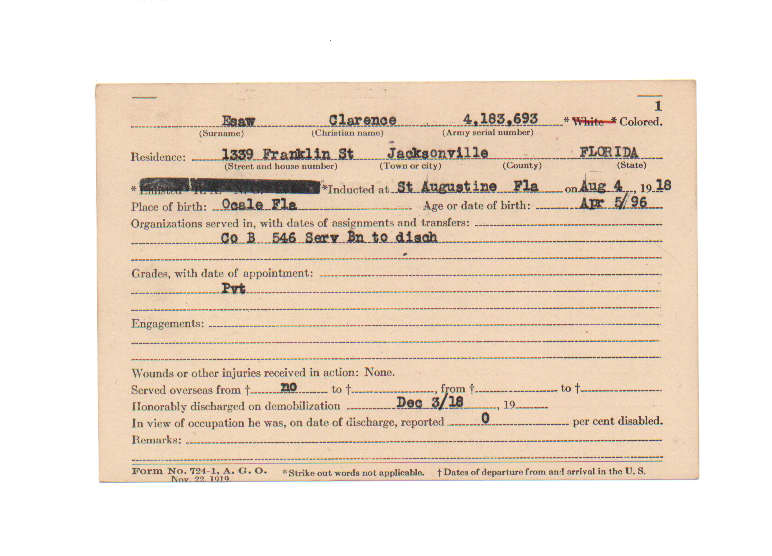 1
Esaw Clarence 4,183,693 * White * Colored.
(Surname) (Christian name) (Army serial number)
Residence: 1339 Franklin St Jacksonville FLORIDA
(Street and house number) (Town or city) (County) (State)
* Enlisted *Inducted at St Augustine Fla on Aug 4, 1918
Place of birth: Ocale Fla Age or date of birth: Apr 5/96
Organizations served in, with dates of assignments and transfers:
Co B 546 Serv Bn to disch
Grades, with date of appointment:
Pvt
Engagements:
Wounds or other injuries received in action: None.
Served overseas from † no to †, from † to †
Honorably discharged on demobilization Dec 3/18, 19
In view of occupation he was, on date of discharge, reported 0 per cent disabled.
Remarks:
Form No. 724-1, A. G. O. *Strike out words not applicable. † Dates of departure from and arrival in the U. S.
Nov. 22, 1919.